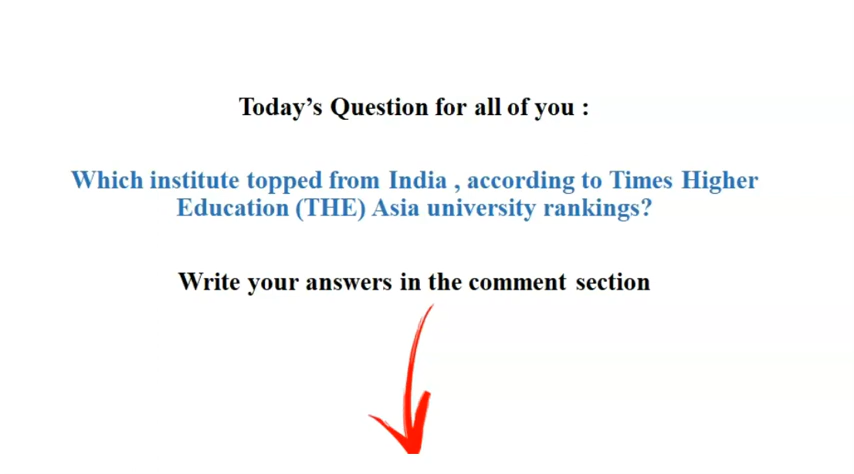 Today’s Question for all of you :
Which institute topped from India , according to Times Higher
Education (THE) Asia university rankings?
Write your answers in the comment section